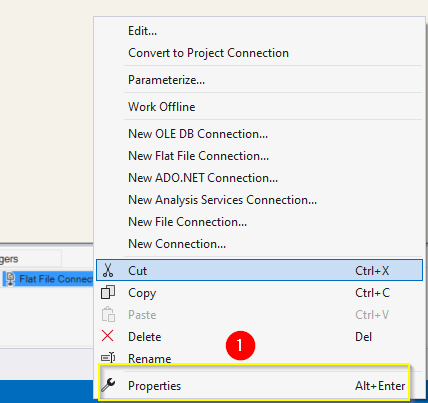 Edit...
Convert to Project Connection
Parameterize...
Work Offline
New OLE DB Connection...
New Flat File Connection...
New ADO.NET Connection...
New Analysis Services Connection...
New File Connection...
New Connection...
gers
Flat File Connec
Cut Ctrl+X
Copy Ctrl+C
Paste Ctrl+V
Delete Del
1
Rename
Properties Alt+Enter